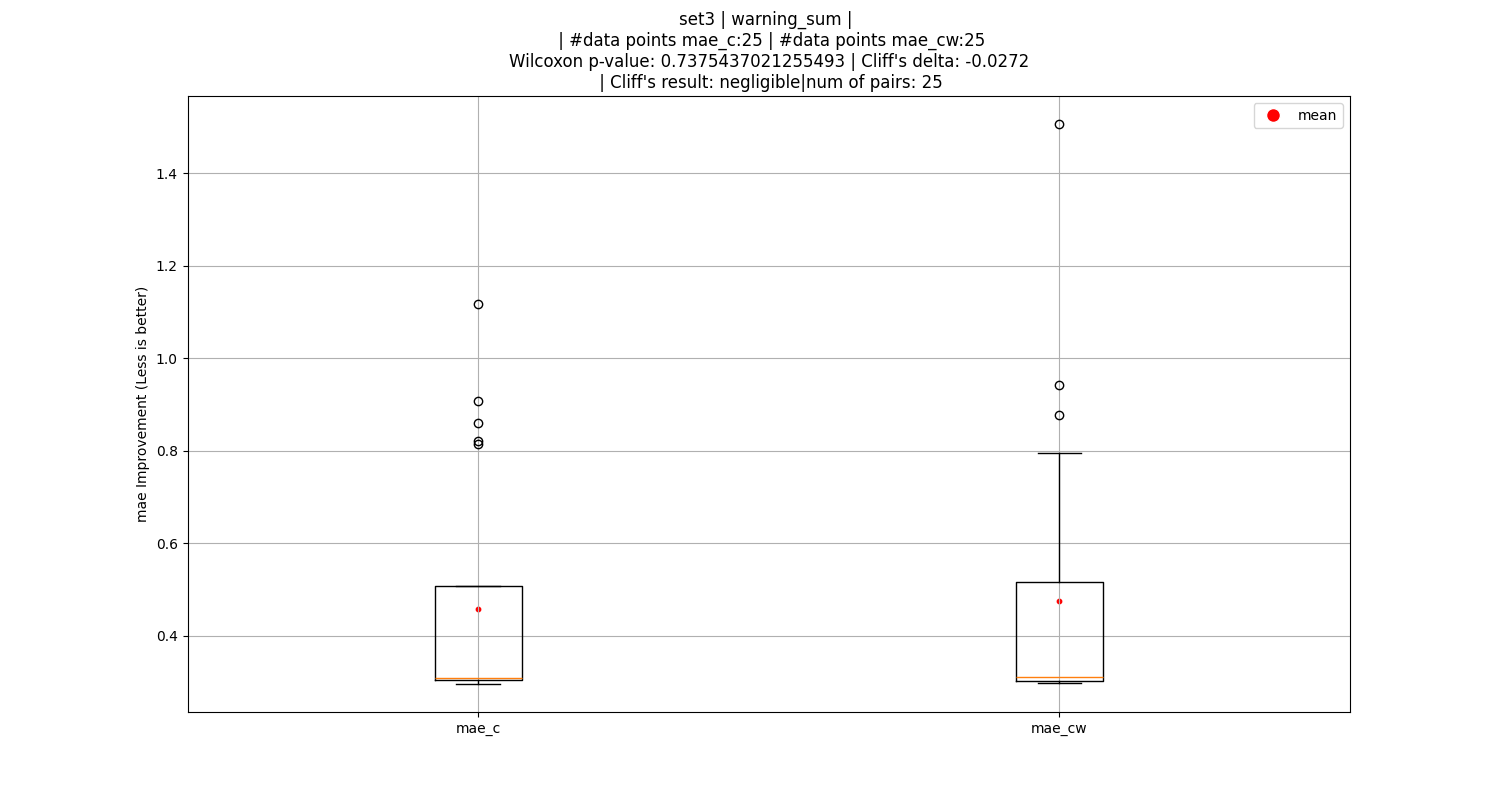 set3 | warning_sum |
| #data points mae_c:25 | #data points mae_cw:25
Wilcoxon p-value: 0.7375437021255493 | Cliff's delta: -0.0272
| Cliff's result: negligible|num of pairs: 25
mean
1.4
1.2
1.0
0.8
0.6
0.4
mae Improvement (Less is better)
mae_c
mae_cw